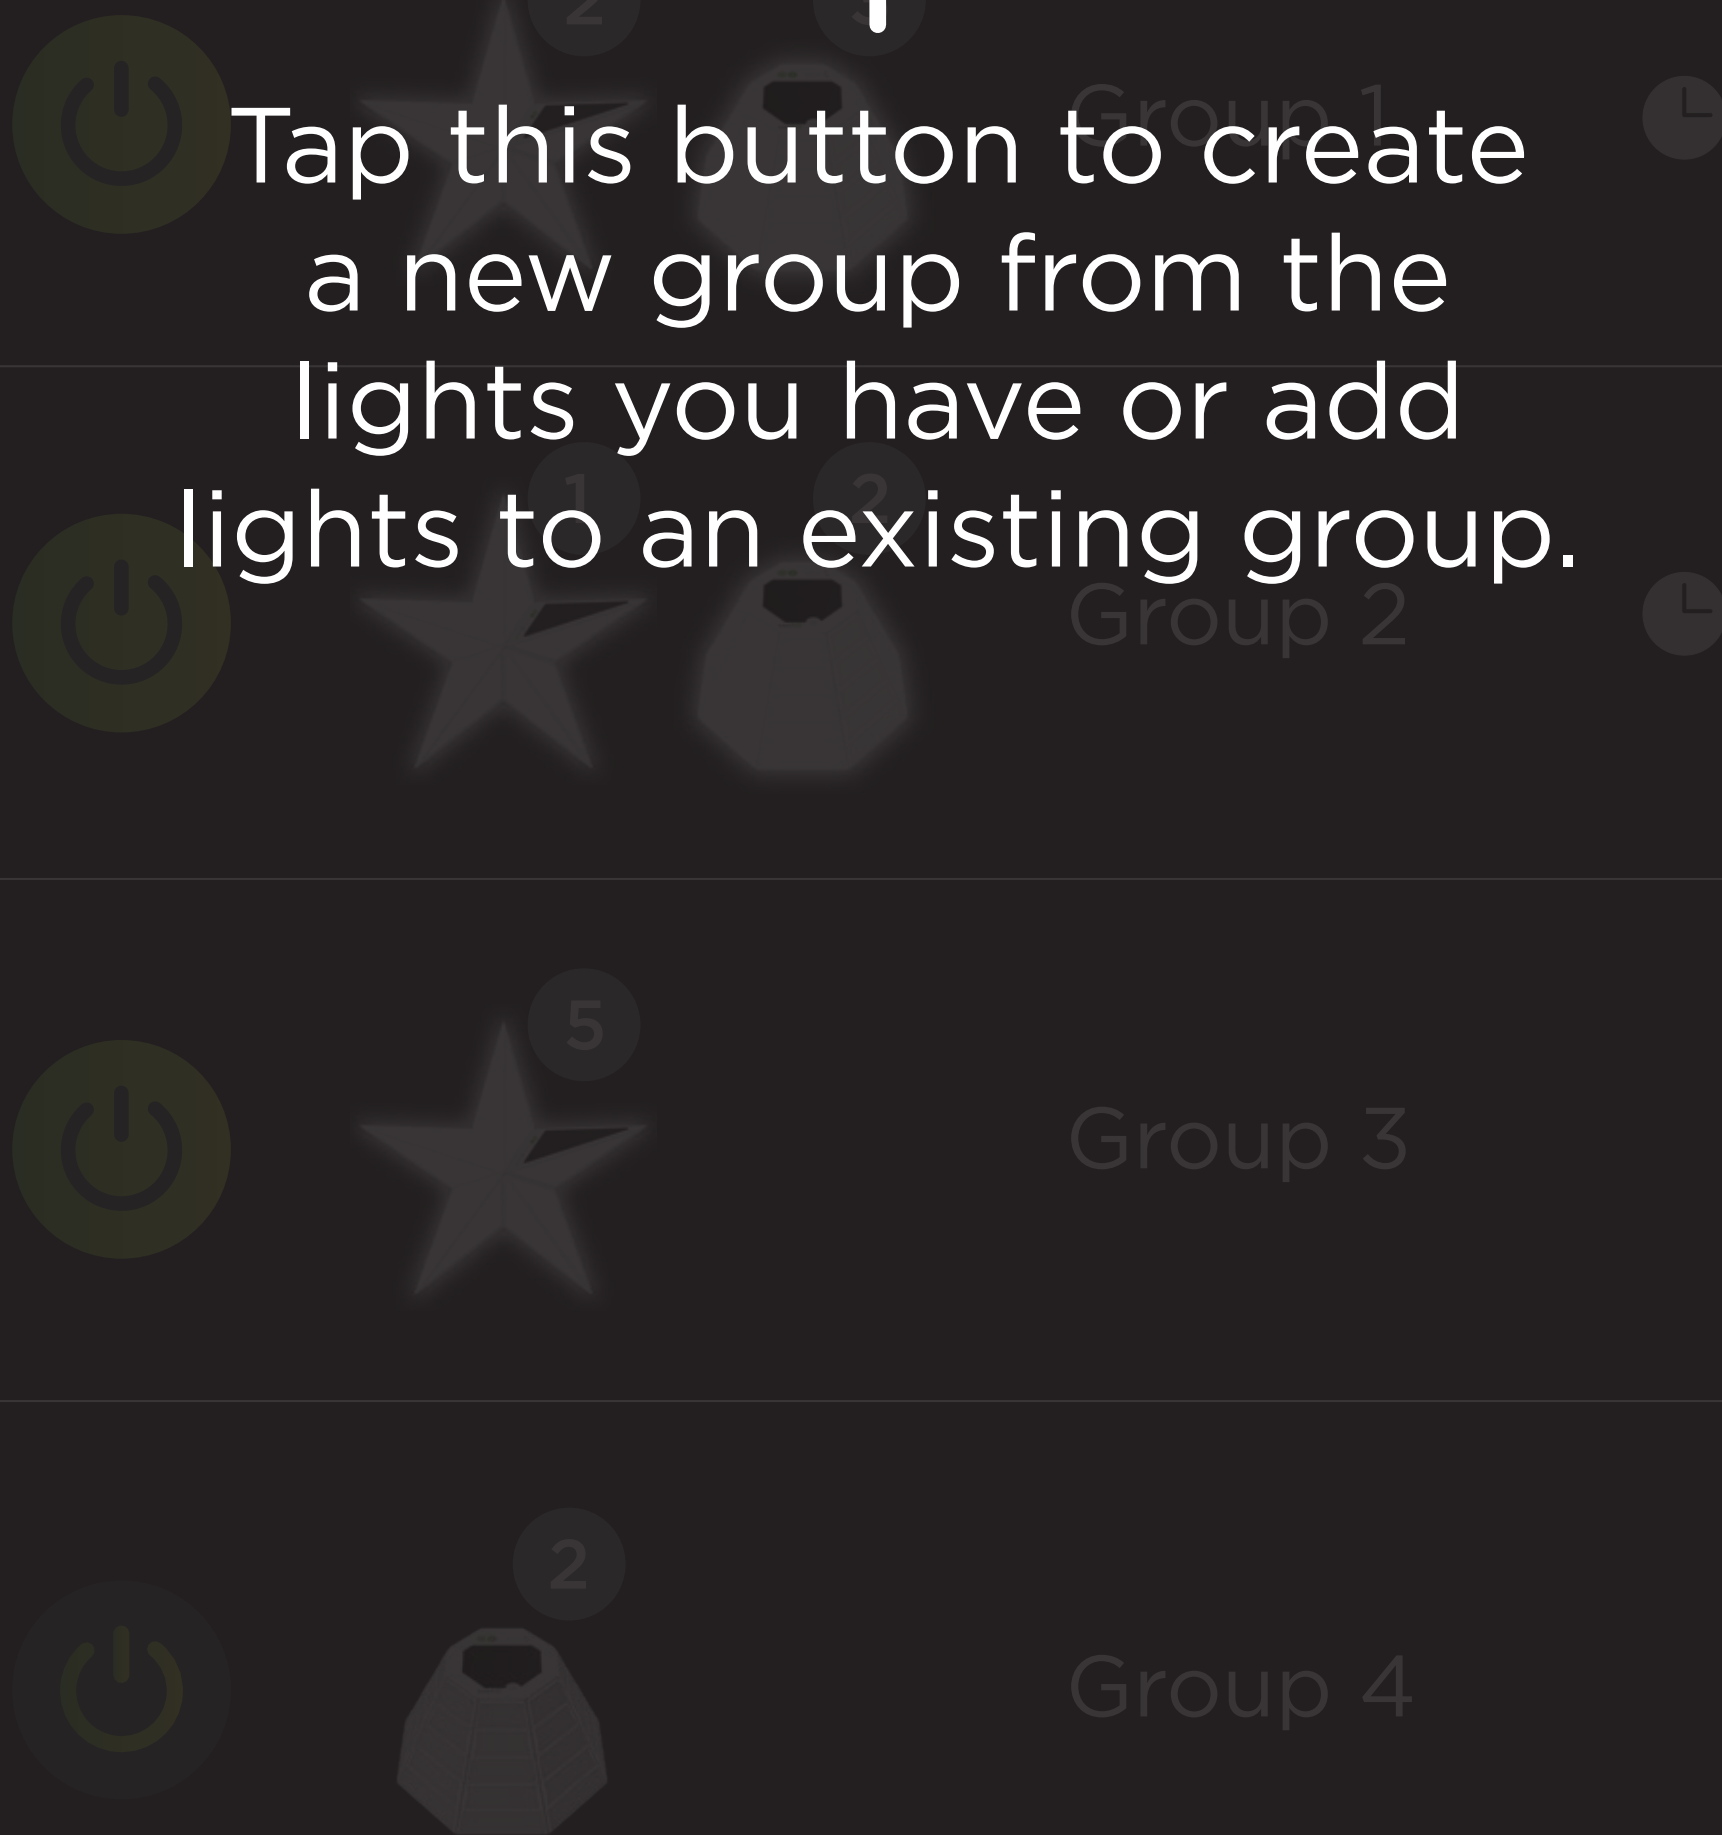 2 3
Group 1
Tap this button to create
a new group from the
lights you have or add
lights to an existing group.
1 2
Group 2
5
Group 3
2
Group 4